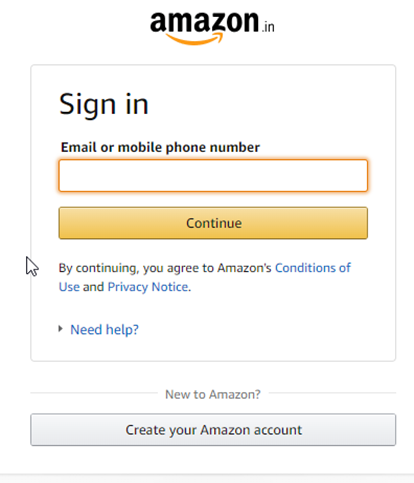 amazon.in
Sign in
Email or mobile phone number
Continue
By continuing, you agree to Amazon's Conditions of
Use and Privacy Notice.
Need help?
New to Amazon?
Create your Amazon account